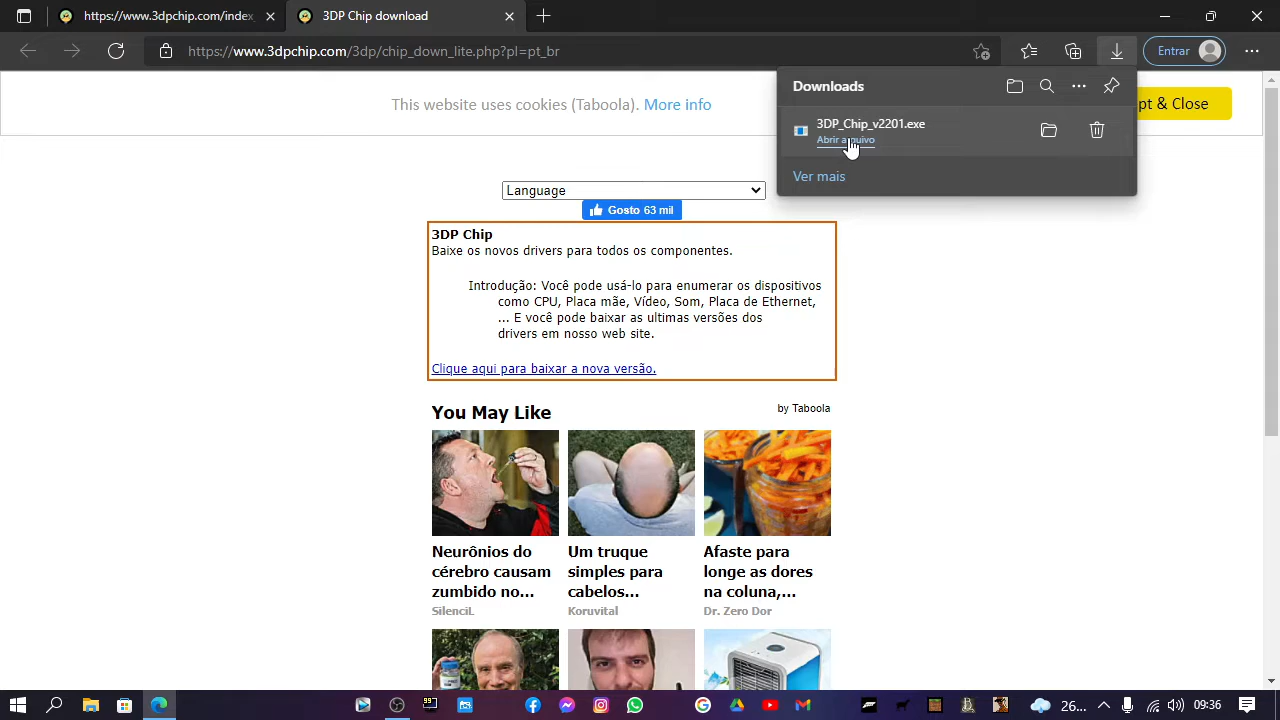 https://www.3dpchip.com/index_
3DP Chip download
https://www.3dpchip.com/3dp/chip_down_lite.php?pl=pt_br
Entrar
This website uses cookies (Taboola). More info
pt & Close
Downloads
3DP_Chip_v2201.exe
Abrir arquivo
Ver mais
Language
Gosto 63 mil
3DP Chip
Baixe os novos drivers para todos os componentes.
Introdução: Você pode usá-lo para enumerar os dispositivos
como CPU, Placa mãe, Vídeo, Som, Placa de Ethernet,
... E você pode baixar as ultimas versões dos
drivers em nosso web site.
Clique aqui para baixar a nova versão.
You May Like
by Taboola
Neurônios do
cérebro causam
zumbido no...
SilenciL
Um truque
simples para
cabelos...
Koruvital
Afaste para
longe as dores
na coluna,...
Dr. Zero Dor
26...
09:36